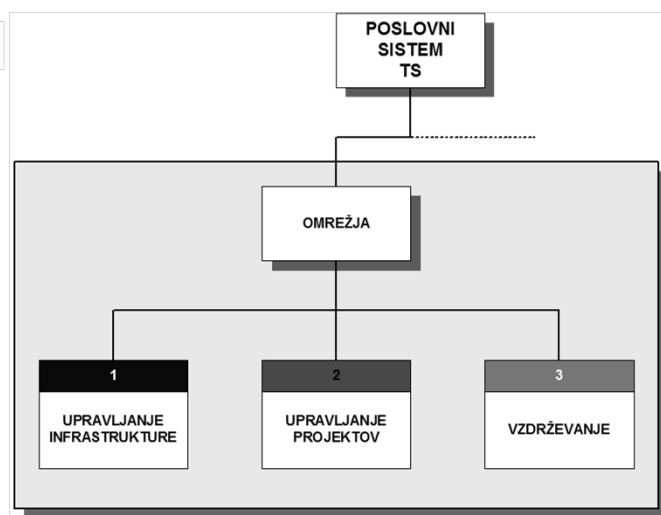 POSLOVNI
SISTEM
TS
OMREŽJA
1
2
3
UPRAVLJANJE
INFRASTRUKTURE
UPRAVLJANJE
PROJEKTOV
VZDRŽEVANJE